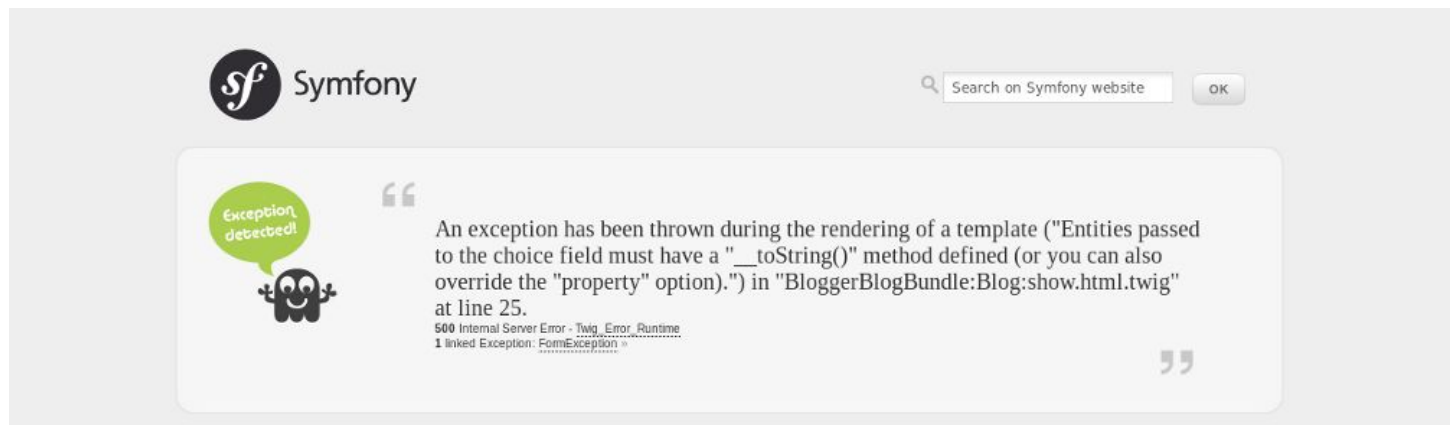 sf Symfony
Search on Symfony website
OK
Exception
detected!
“
An exception has been thrown during the rendering of a template ("Entities passed
to the choice field must have a "__toString()" method defined (or you can also
override the "property" option).") in "BloggerBlogBundle:Blog:show.html.twig"
at line 25.
500 Internal Server Error - Twig_Error_Runtime
1 linked Exception: FormException »
”